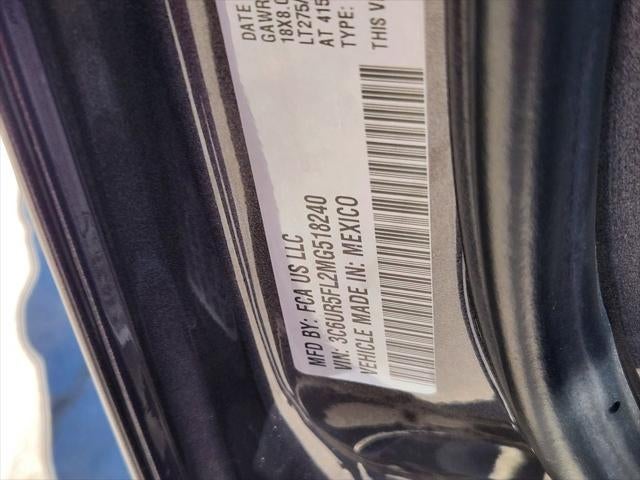 MFD BY: FCA US LLC
VIN: 3C6UR5FL2MG518240
VEHICLE MADE IN: MEXICO
DATE
GAWR
18X8.0
LT275/
AT 415
TYPE:
THIS V